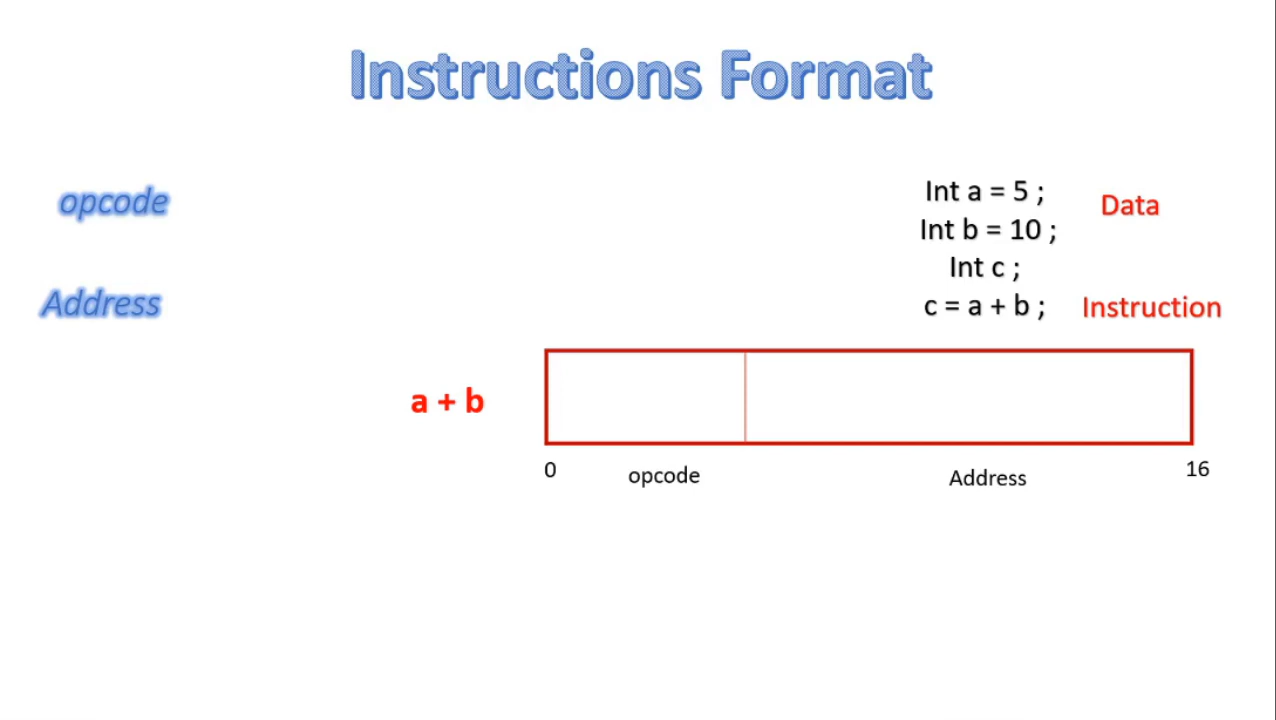 Instructions Format
opcode
Address
Int a = 5 ;
Int b = 10 ;
Int c ;
c = a + b ;
Data
Instruction
a + b
0
opcode
Address
16